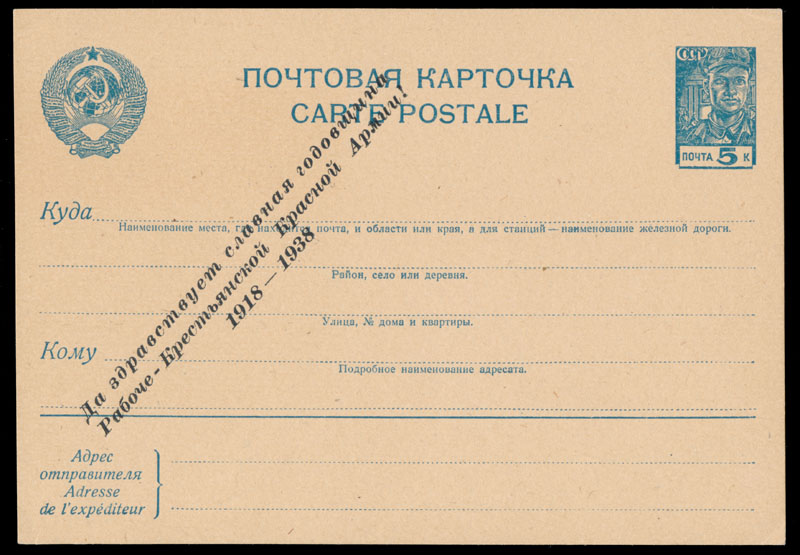 ПОЧТОВАЯ КАРТОЧКА
CARTE POSTALE
СССР
ПОЧТА 5 К
Да здравствует славная годовщина
Рабоче-Крестьянской Красной Армии!
1918—1938
Куда
Наименование места, где находится почта, и области или края, а для станций—наименование железной дороги.
Район, село или деревня.
Улица, № дома и квартиры.
Кому
Подробное наименование адресата.
Адрес
отправителя
Adresse
de l'expéditeur